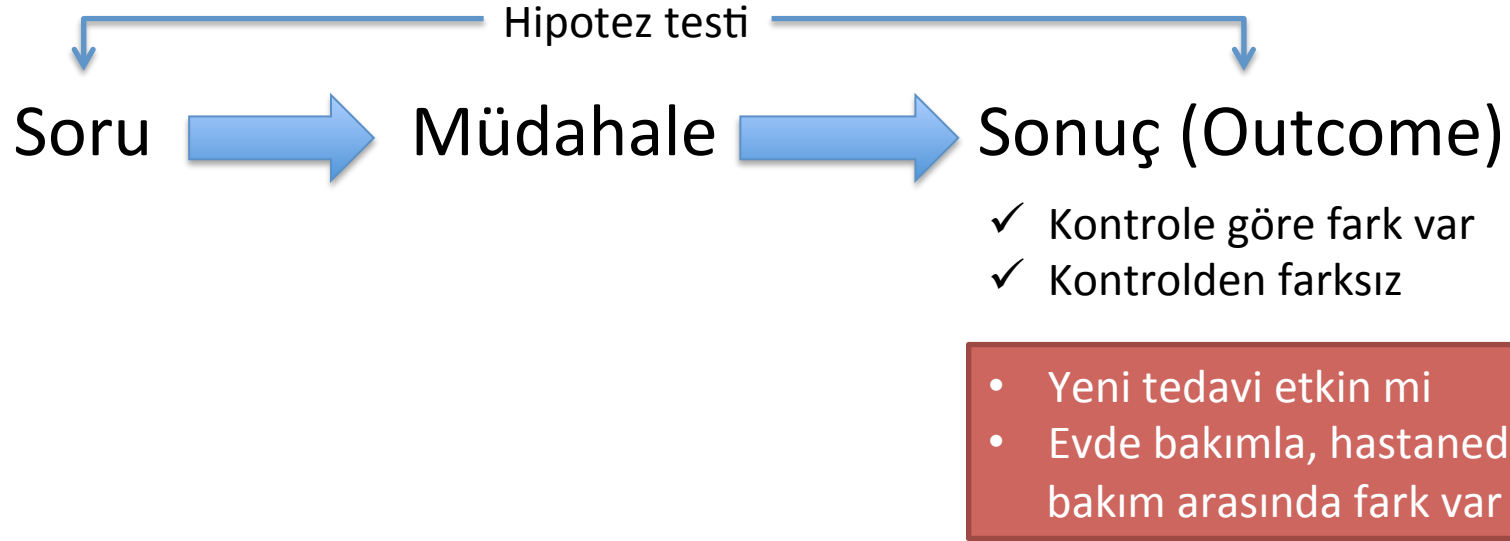 Hipotez testi
Soru Müdahale Sonuç (Outcome)
✓ Kontrole göre fark var
✓ Kontrolden farksız
• Yeni tedavi etkin mi
• Evde bakımla, hastaned
bakım arasında fark var